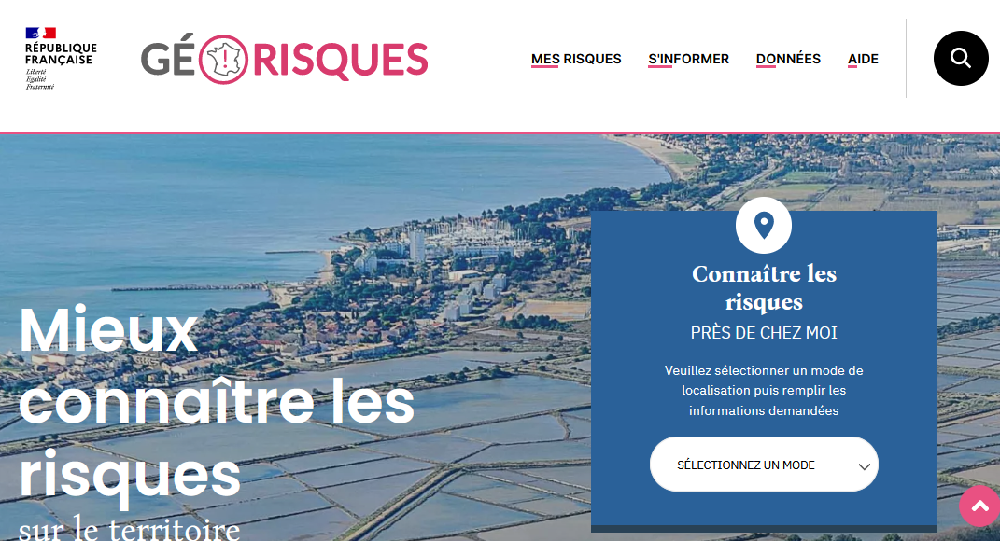 RÉPUBLIQUE
FRANÇAISE
Liberté
Égalité
Fraternité
GÉORISQUES
MES RISQUES
S'INFORMER
DONNÉES
AIDE
Mieux
connaître les
risques
sur le territoire
Connaître les
risques
PRÈS DE CHEZ MOI
Veuillez sélectionner un mode de
localisation puis remplir les
informations demandées
SÉLECTIONNEZ UN MODE